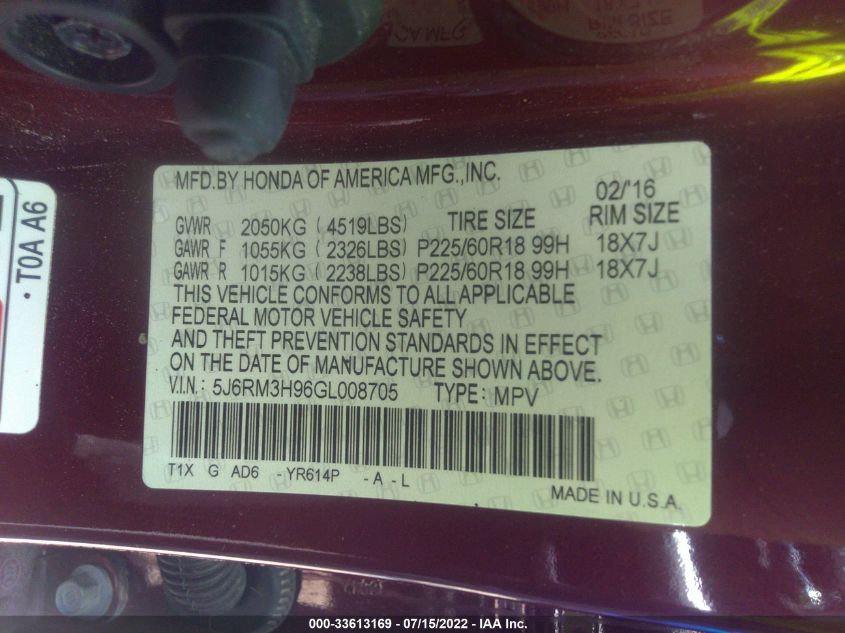 MFD.BY HONDA OF AMERICA MFG.,INC.
02/'16
GVWR 2050KG ( 4519LBS) TIRE SIZE RIM SIZE
GAWR F 1055KG ( 2326LBS) P225/60R18 99H 18X7J
GAWR R 1015KG ( 2238LBS) P225/60R18 99H 18X7J
THIS VEHICLE CONFORMS TO ALL APPLICABLE
FEDERAL MOTOR VEHICLE SAFETY
AND THEFT PREVENTION STANDARDS IN EFFECT
ON THE DATE OF MANUFACTURE SHOWN ABOVE.
V.I.N.: 5J6RM3H96GL008705 TYPE: MPV
T1X G AD6 -YR614P -A -L
MADE IN U.S.A.
· T0A A6
000-33613169 / 07/15/2022 - IAA Inc.